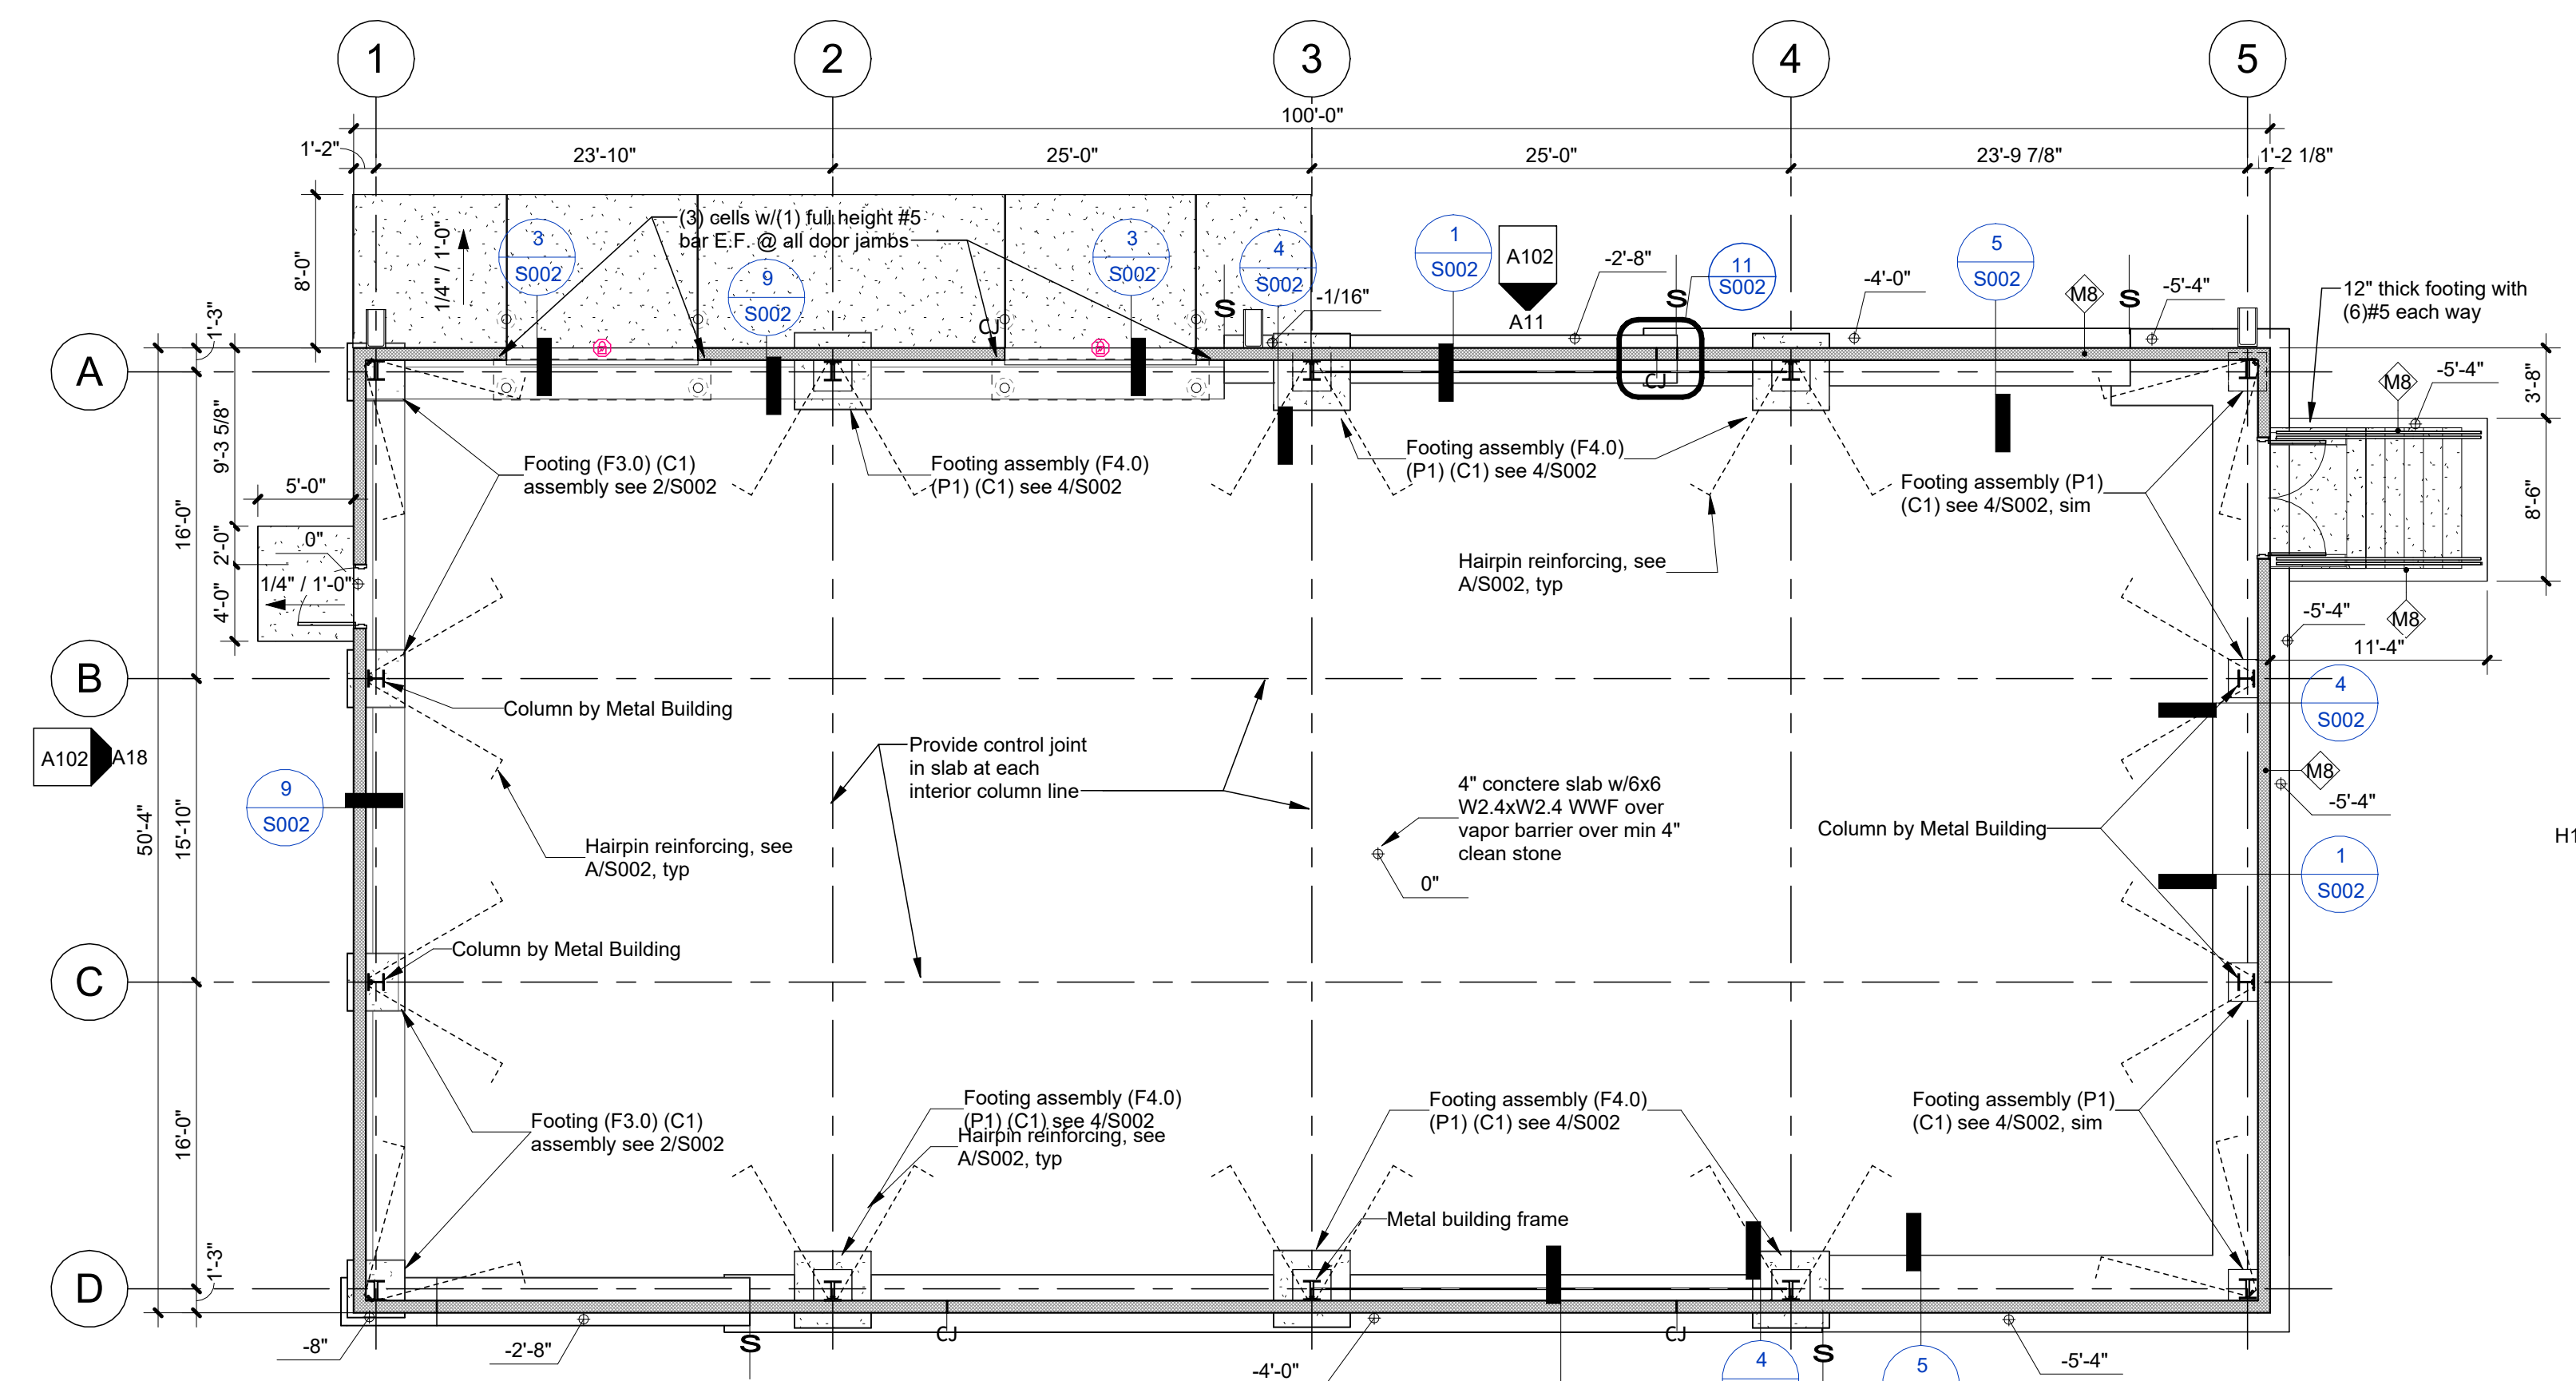 1
2
3
4
5
100'-0"
1'-2"
23'-10"
25'-0"
25'-0"
23'-9 7/8"
1'-2 1/8"
8'-0"
1/4" / 1'-0"
(3) cells w/(1) full height #5
bar E.F. @ all door jambs
3
S002
9
S002
3
S002
4
S002
S
-1/16"
1
S002
A102
A11
-2'-8"
S
11
S002
-4'-0"
5
S002
M8
S
-5'-4"
12" thick footing with
(6)#5 each way
1'-3"
A
CJ
CJ
M8
-5'-4"
3'-8"
9'-3 5/8"
16'-0"
5'-0"
Footing (F3.0) (C1)
assembly see 2/S002
Footing assembly (F4.0)
(P1) (C1) see 4/S002
Footing assembly (F4.0)
(P1) (C1) see 4/S002
Footing assembly (P1)
(C1) see 4/S002, sim
8'-6"
2'-0"
0"
1/4" / 1'-0"
4'-0"
Hairpin reinforcing, see
A/S002, typ
-5'-4"
M8
11'-4"
B
Column by Metal Building
4
S002
A102
A18
Provide control joint
in slab at each
interior column line
4" conctere slab w/6x6
W2.4xW2.4 WWF over
vapor barrier over min 4"
clean stone
M8
-5'-4"
9
S002
50'-4"
15'-10"
Column by Metal Building
H1
Hairpin reinforcing, see
A/S002, typ
0"
1
S002
Column by Metal Building
C
Footing (F3.0) (C1)
assembly see 2/S002
Footing assembly (F4.0)
(P1) (C1) see 4/S002
Hairpin reinforcing, see
A/S002, typ
Footing assembly (F4.0)
(P1) (C1) see 4/S002
Footing assembly (P1)
(C1) see 4/S002, sim
16'-0"
Metal building frame
1'-3"
D
-8"
-2'-8"
S
CJ
-4'-0"
CJ
4
S
5
-5'-4"